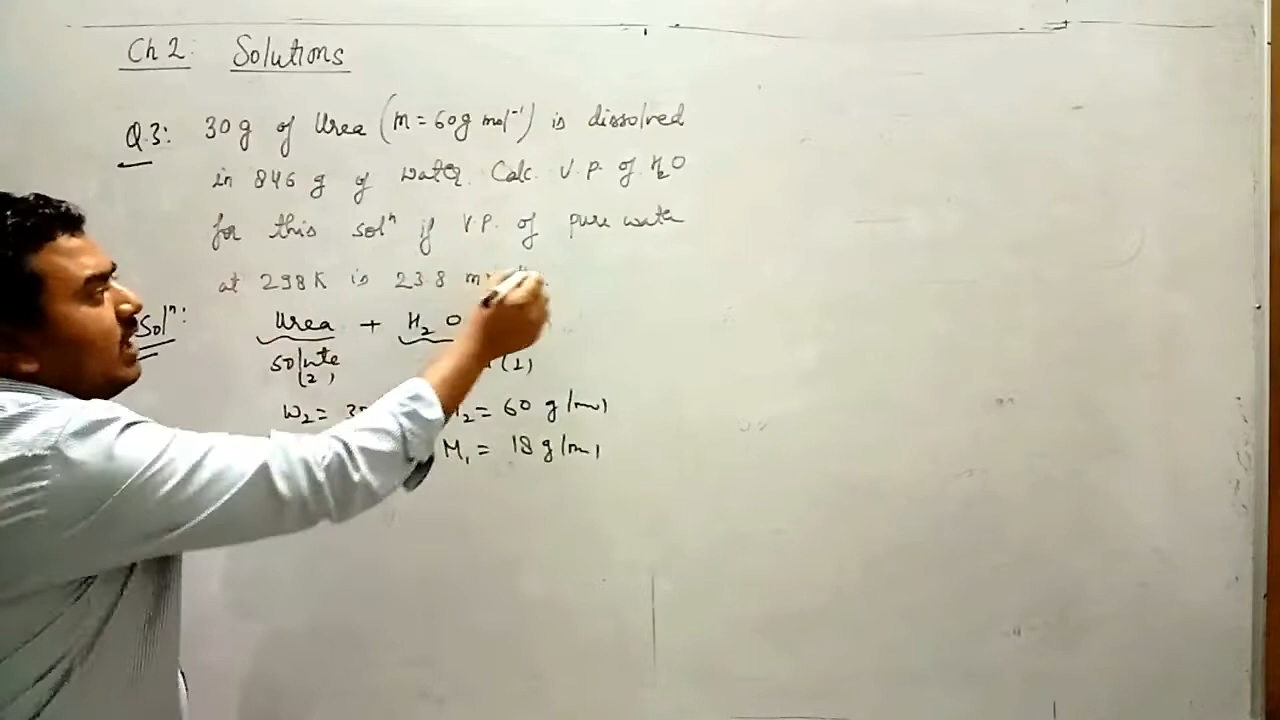 Ch 2: Solutions
Q.3: 30 g of Urea (m = 60 g mol⁻¹) is dissolved
in 846 g of water. Calc. V.P. of H₂O
for this solⁿ if V.P. of pure water
at 298K is 23.8
Solⁿ: Urea + H₂O
solute (2) (1)
W₂ = 60 g/mol
M₁ = 18 g/mol